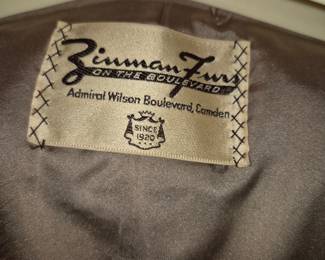 Zinman Furs
ON THE BOULEVARD
Admiral Wilson Boulevard, Camden
SINCE
1920